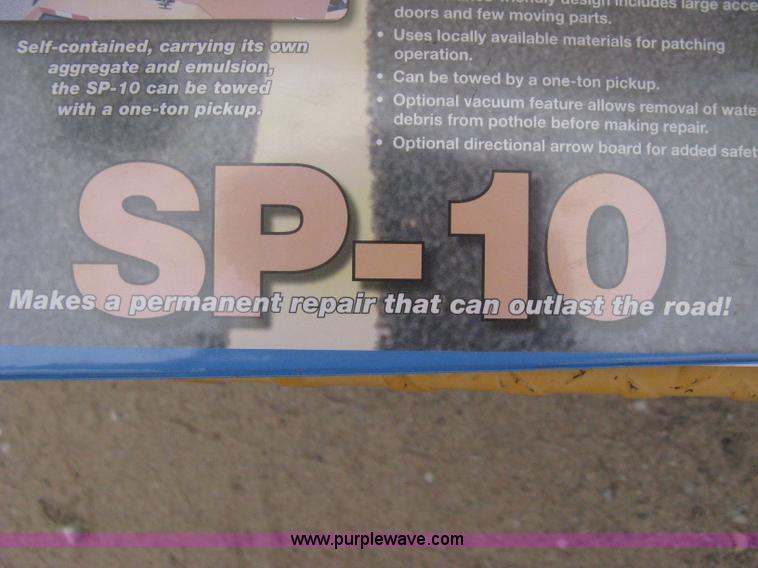 Self-contained, carrying its own
aggregate and emulsion,
the SP-10 can be towed
with a one-ton pickup.
design includes large
doors and few moving parts.
• Uses locally available materials for patching
operation.
• Can be towed by a one-ton pickup.
• Optional vacuum feature allows removal of
debris from pothole before making repair.
• Optional directional arrow board for added
SP-10
Makes a permanent repair that can outlast the road!
www.purplewave.com